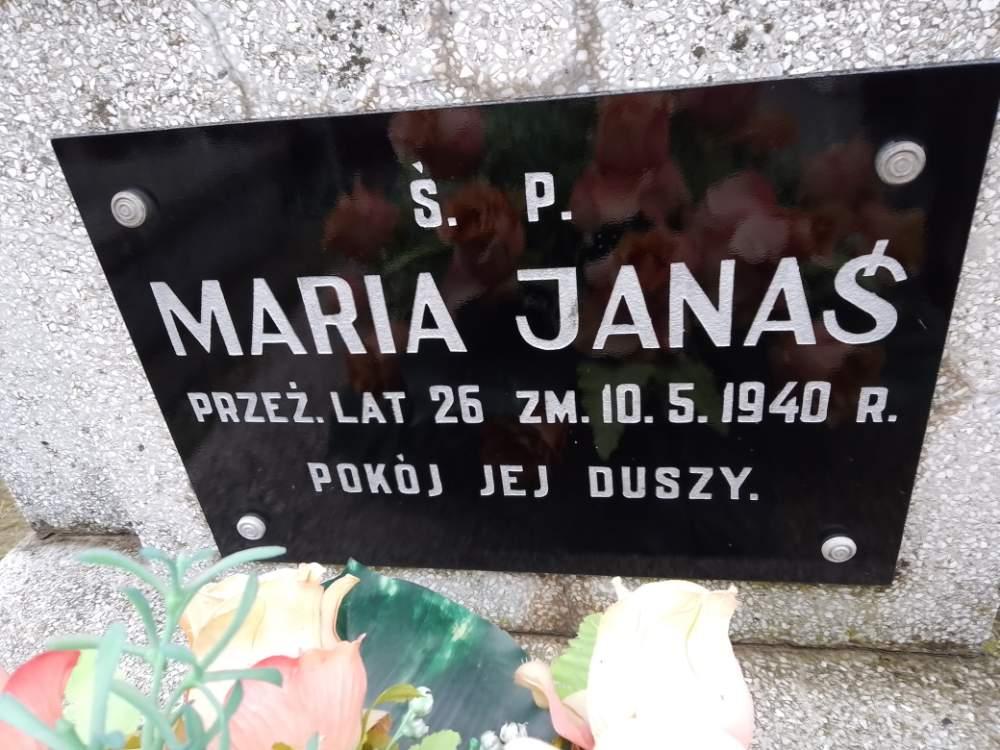 Ś. P.
MARIA JANAŚ
PRZEŻ. LAT 26 ZM. 10. 5. 1940 R.
POKÓJ JEJ DUSZY.